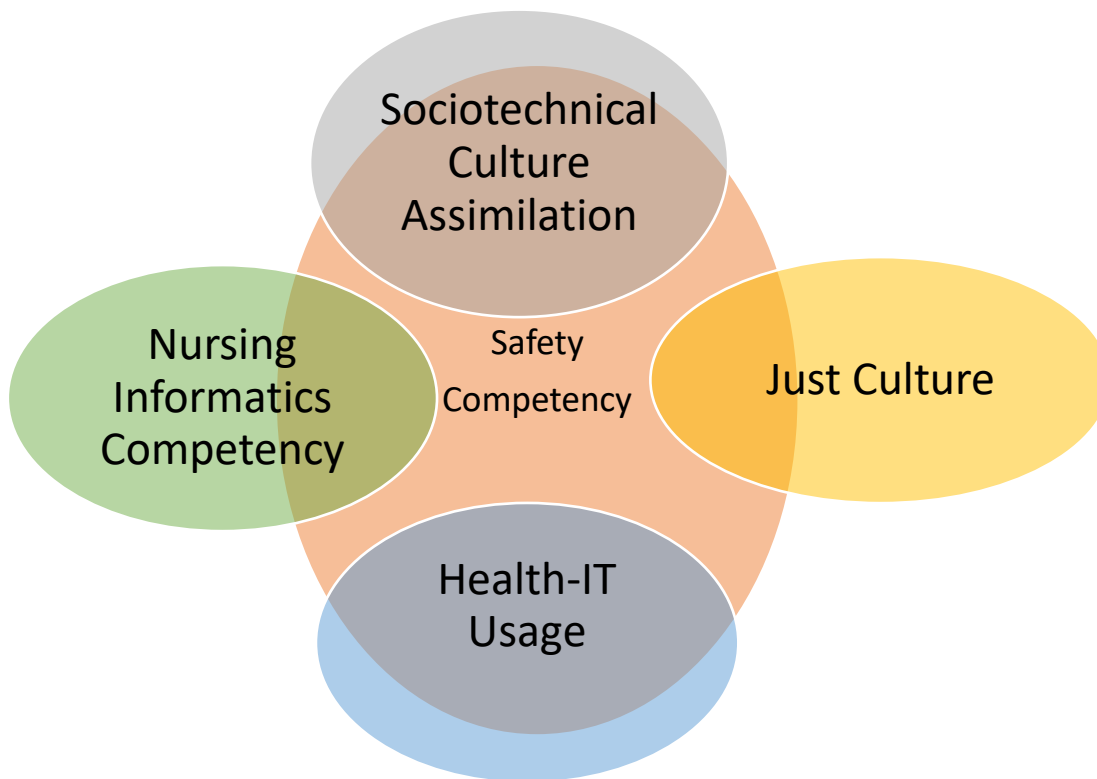 Sociotechnical
Culture
Assimilation
Safety
Competency
Nursing
Informatics
Competency
Just Culture
Health-IT
Usage